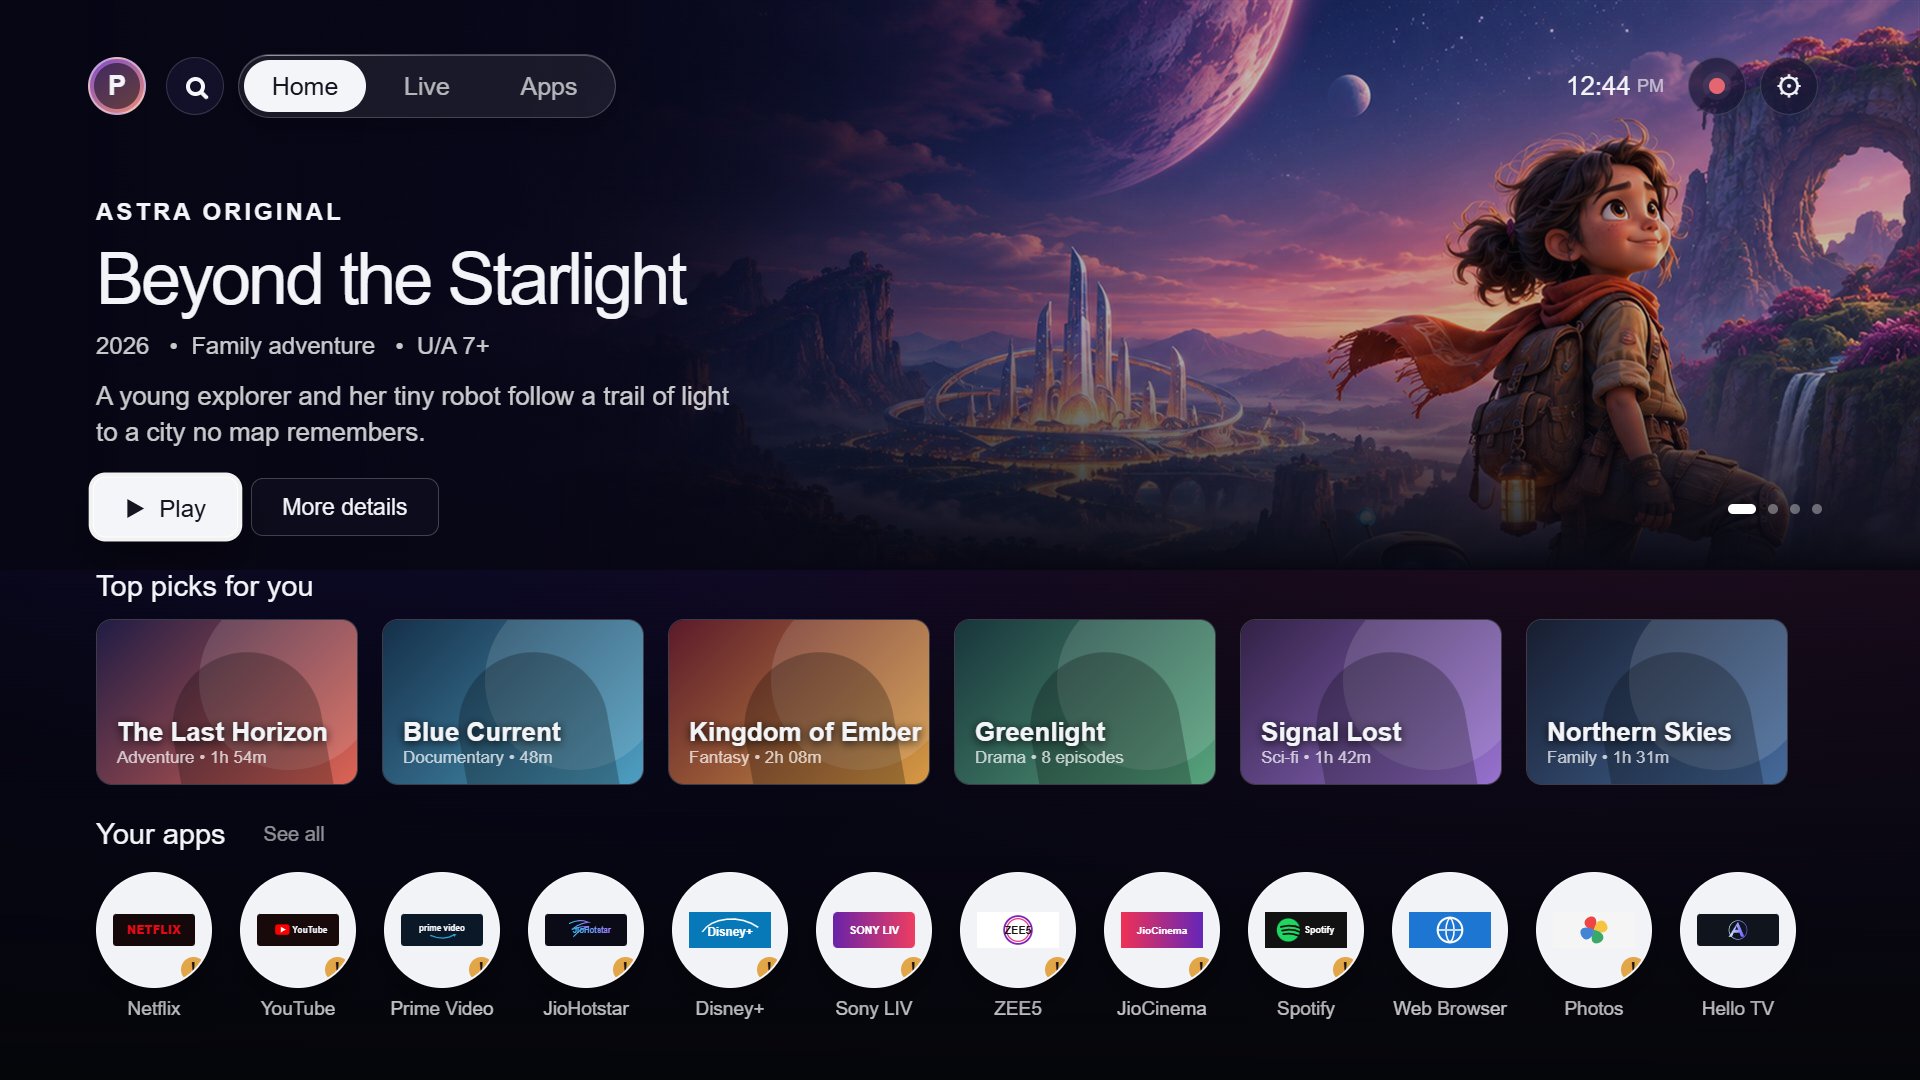 P
Home
Live
Apps
12:44 PM
ASTRA ORIGINAL
Beyond the Starlight
2026 • Family adventure • U/A 7+
A young explorer and her tiny robot follow a trail of light
to a city no map remembers.
Play
More details
Top picks for you
The Last Horizon
Adventure • 1h 54m
Blue Current
Documentary • 48m
Kingdom of Ember
Fantasy • 2h 08m
Greenlight
Drama • 8 episodes
Signal Lost
Sci-fi • 1h 42m
Northern Skies
Family • 1h 31m
Your apps
See all
NETFLIX
YouTube
prime video
JioHotstar
Disney+
SONY LIV
ZEE5
JioCinema
Spotify
A
Netflix
YouTube
Prime Video
JioHotstar
Disney+
Sony LIV
ZEE5
JioCinema
Spotify
Web Browser
Photos
Hello TV